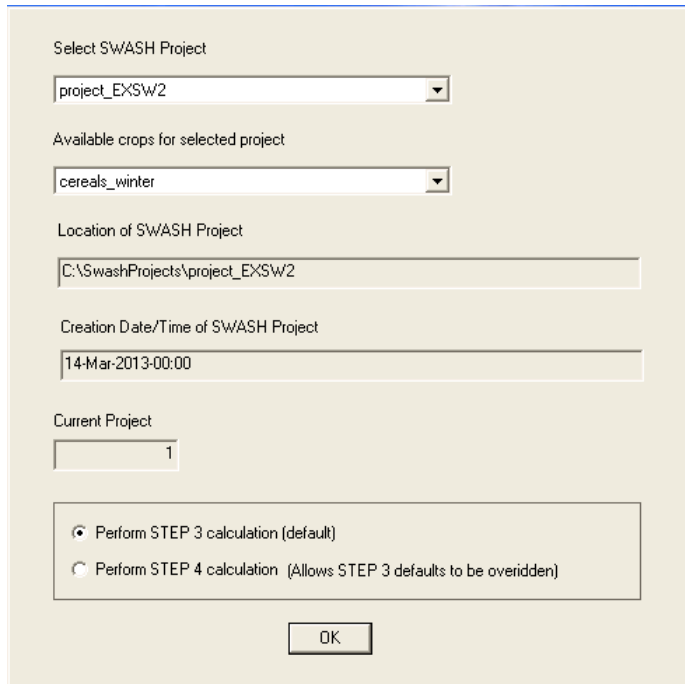 Select SWASH Project
project_EXSW2
Available crops for selected project
cereals_winter
Location of SWASH Project
C:\SwashProjects\project_EXSW2
Creation Date/Time of SWASH Project
14-Mar-2013-00:00
Current Project
1
Perform STEP 3 calculation (default)
Perform STEP 4 calculation (Allows STEP 3 defaults to be overidden)
OK